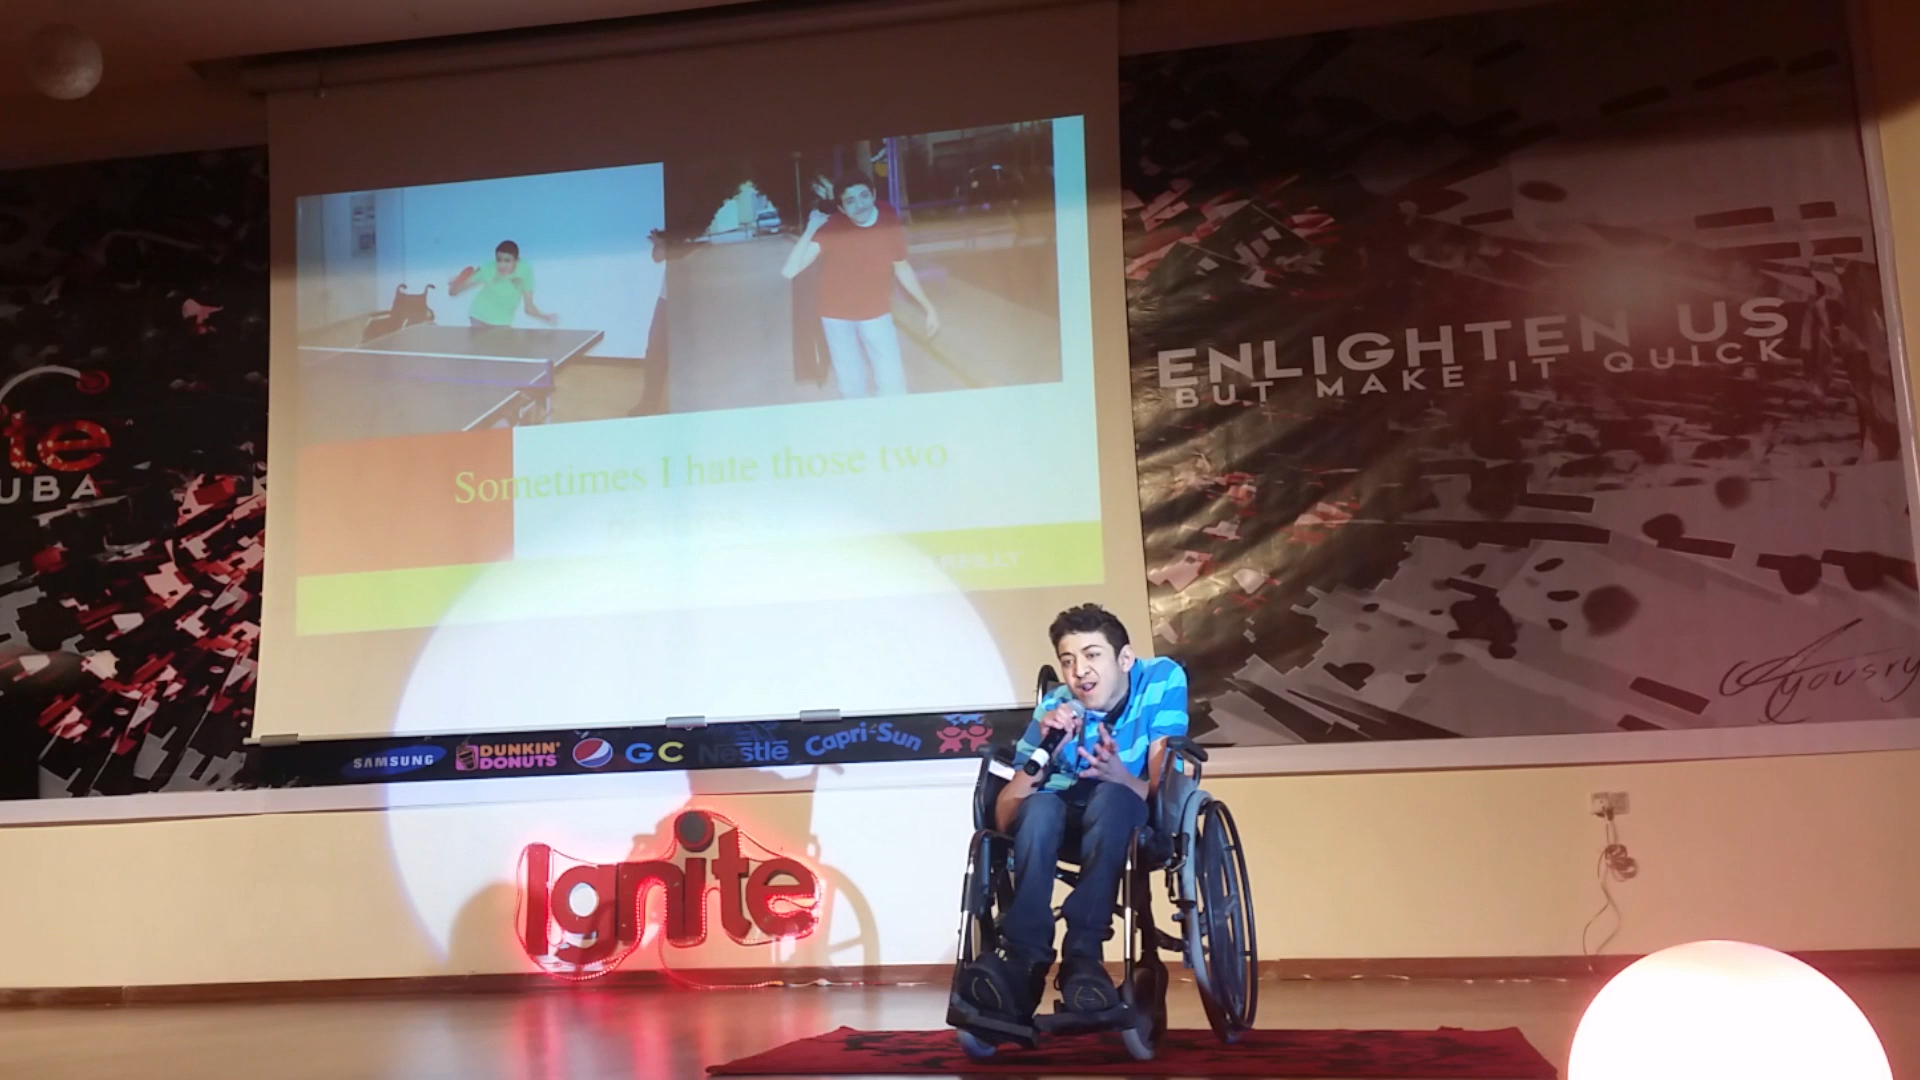 Sometimes I hate those two
ENLIGHTEN US
BUT MAKE IT QUICK
te
UBA
SAMSUNG
DUNKIN'
DONUTS
GC
Nestle
Capri-Sun
Ignite